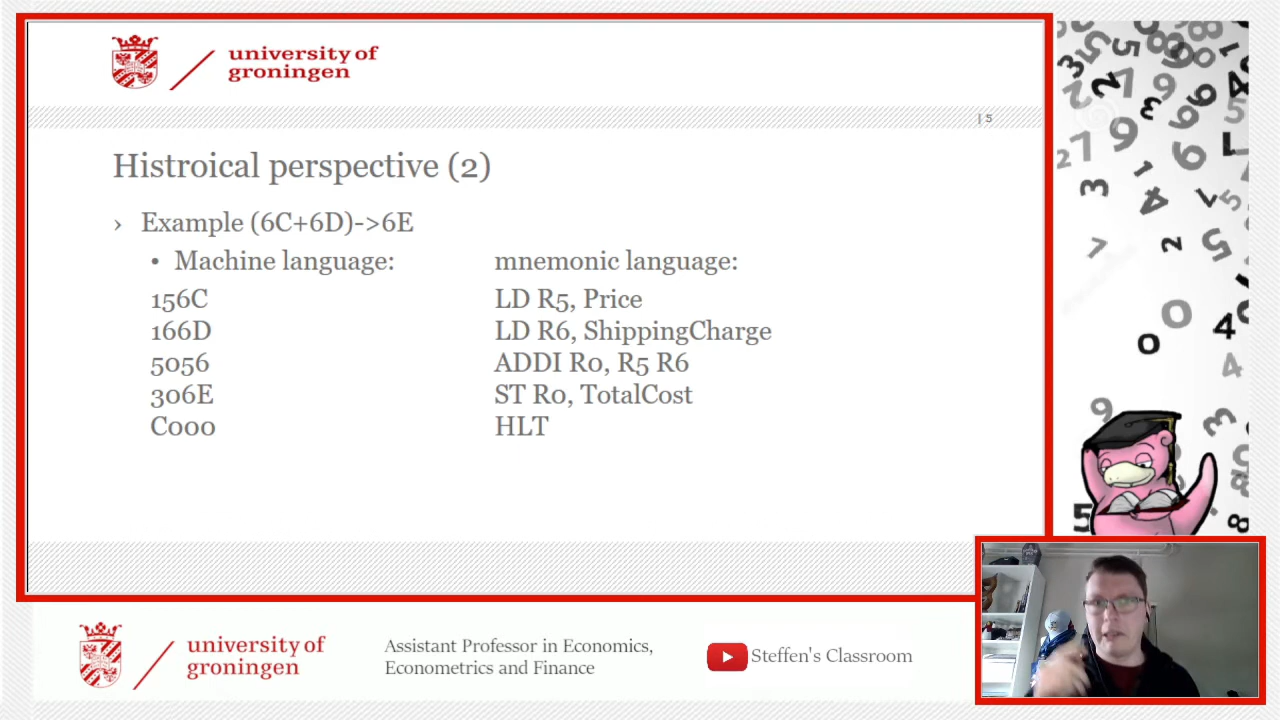 university of
groningen
| 5
Histroical perspective (2)
› Example (6C+6D)->6E
• Machine language: mnemonic language:
156C LD R5, Price
166D LD R6, ShippingCharge
5056 ADDI R0, R5 R6
306E ST R0, TotalCost
C000 HLT
university of
groningen
Assistant Professor in Economics,
Econometrics and Finance
Steffen's Classroom